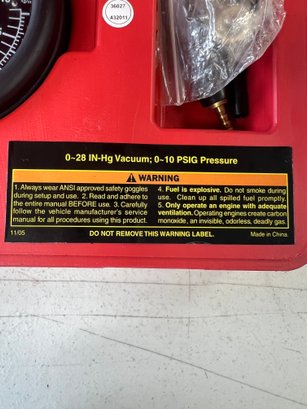 36027
432011
0~28 IN-Hg Vacuum; 0~10 PSIG Pressure
WARNING
1. Always wear ANSI approved safety goggles
during setup and use. 2. Read and adhere to
the entire manual BEFORE use. 3. Carefully
follow the vehicle manufacturer's service
manual for all procedures using this product.
4. Fuel is explosive. Do not smoke during
use. Clean up all spilled fuel promptly.
5. Only operate an engine with adequate
ventilation. Operating engines create carbon
monoxide, an invisible, odorless, deadly gas.
11/05 DO NOT REMOVE THIS WARNING LABEL. Made in China.